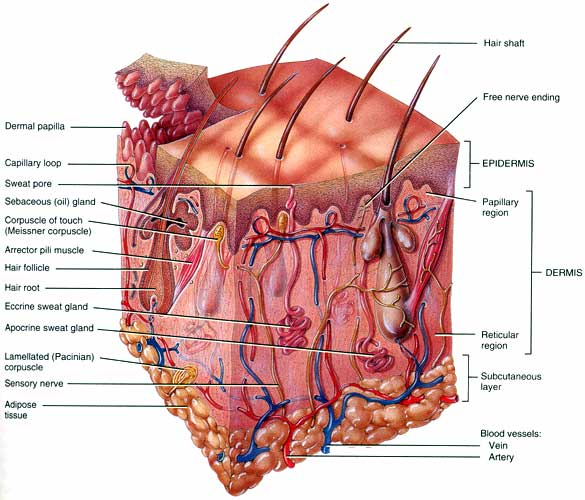 Hair shaft
Free nerve ending
EPIDERMIS
Papillary
region
DERMIS
Reticular
region
Subcutaneous
layer
Blood vessels:
Vein
Artery
Dermal papilla
Capillary loop
Sweat pore
Sebaceous (oil) gland
Corpuscle of touch
(Meissner corpuscle)
Arrector pili muscle
Hair follicle
Hair root
Eccrine sweat gland
Apocrine sweat gland
Lamellated (Pacinian)
corpuscle
Sensory nerve
Adipose
tissue